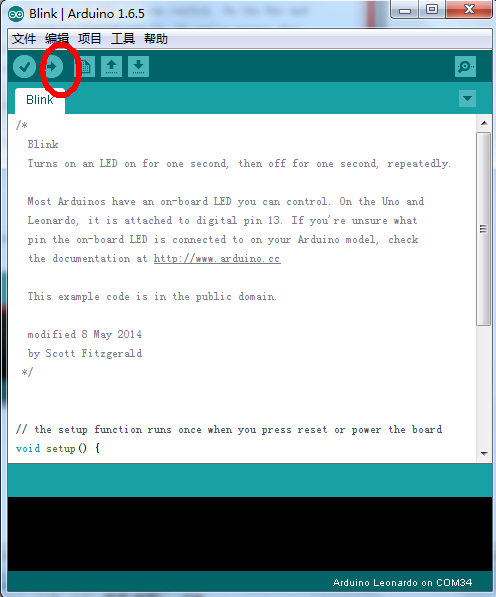 Blink | Arduino 1.6.5
文件 编辑 项目 工具 帮助
Blink
/*
Blink
Turns on an LED on for one second, then off for one second, repeatedly.
Most Arduinos have an on-board LED you can control. On the Uno and
Leonardo, it is attached to digital pin 13. If you're unsure what
pin the on-board LED is connected to on your Arduino model, check
the documentation at http://www.arduino.cc
This example code is in the public domain.
modified 8 May 2014
by Scott Fitzgerald
*/
// the setup function runs once when you press reset or power the board
void setup() {
Arduino Leonardo on COM34